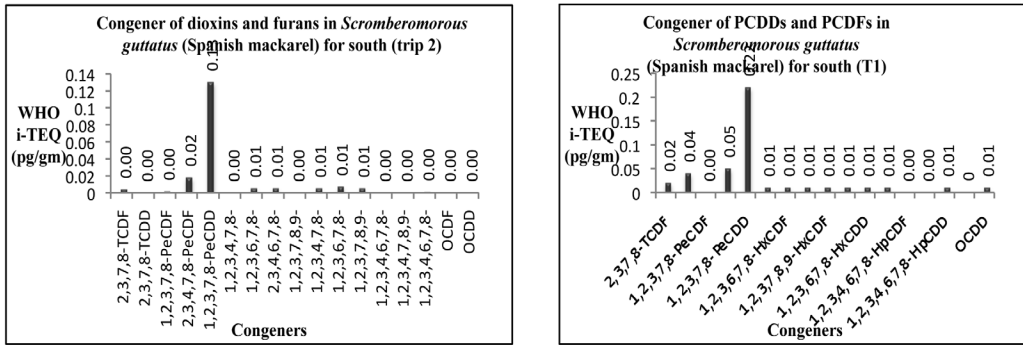 Congener of dioxins and furans in Scromberomorous
guttatus (Spanish mackarel) for south (trip 2)
0.14
0.12
0.1
0.08
0.06
0.04
0.02
0
WHO
i-TEQ
(pg/gm)
0.00
0.00
0.00
0.02
0.13
0.00
0.01
0.01
0.00
0.01
0.01
0.01
0.00
0.00
0.00
0.00
0.00
2,3,7,8-TCDF
2,3,7,8-TCDD
1,2,3,7,8-PeCDF
2,3,4,7,8-PeCDF
1,2,3,7,8-PeCDD
1,2,3,4,7,8-
1,2,3,6,7,8-
2,3,4,6,7,8-
1,2,3,7,8,9-
1,2,3,4,7,8-
1,2,3,6,7,8-
1,2,3,7,8,9-
1,2,3,4,6,7,8-
1,2,3,4,7,8,9-
1,2,3,4,6,7,8-
OCDF
OCDD
Congeners
Congener of PCDDs and PCDFs in
Scromberomorous guttatus
(Spanish mackarel) for south (T1)
0.25
0.2
0.15
0.1
0.05
0
WHO
i-TEQ
(pg/gm)
0.02
0.04
0.00
0.05
0.22
0.01
0.01
0.01
0.01
0.01
0.01
0.01
0.00
0.00
0.01
0
0.01
2,3,7,8-TCDF
1,2,3,7,8-PeCDF
1,2,3,7,8-PeCDD
1,2,3,6,7,8-HxCDF
1,2,3,7,8,9-HxCDF
1,2,3,6,7,8-HxCDD
1,2,3,4,6,7,8-HpCDF
1,2,3,4,6,7,8-HpCDD
OCDD
Congeners